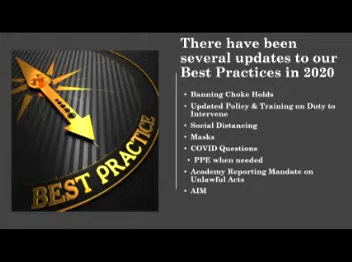 There have been
several updates to our
Best Practices in 2020
• Banning Choke Holds
• Updated Policy & Training on Duty to
Intervene
• Social Distancing
• Masks
• COVID Questions
• PPE when needed
• Academy Reporting Mandate on
Unlawful Acts
• AIM
BEST PRACTICE